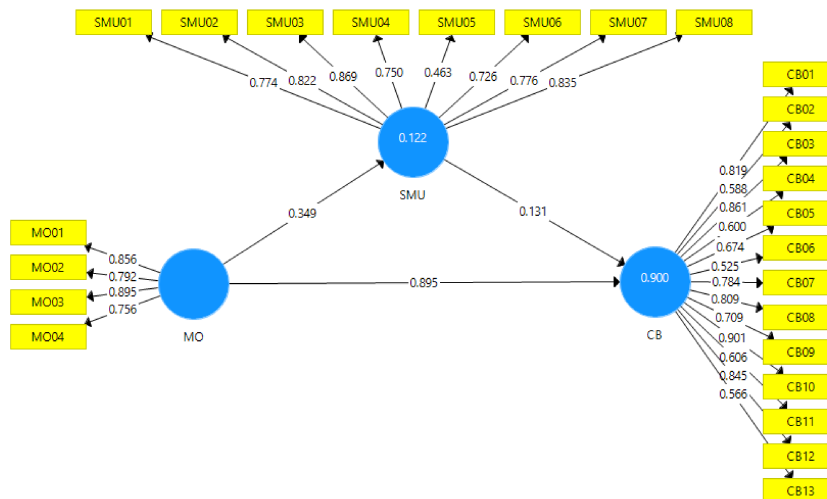 SMU01 SMU02 SMU03 SMU04 SMU05 SMU06 SMU07 SMU08
0.774 0.822 0.869 0.750 0.463 0.726 0.776 0.835
0.122
SMU
0.349
0.131
MO01
MO02
MO03
MO04
0.856
0.792
0.895
0.756
MO
0.895
0.900
CB
0.819
0.588
0.861
0.600
0.674
0.525
0.784
0.809
0.709
0.901
0.606
0.845
0.566
CB01
CB02
CB03
CB04
CB05
CB06
CB07
CB08
CB09
CB10
CB11
CB12
CB13